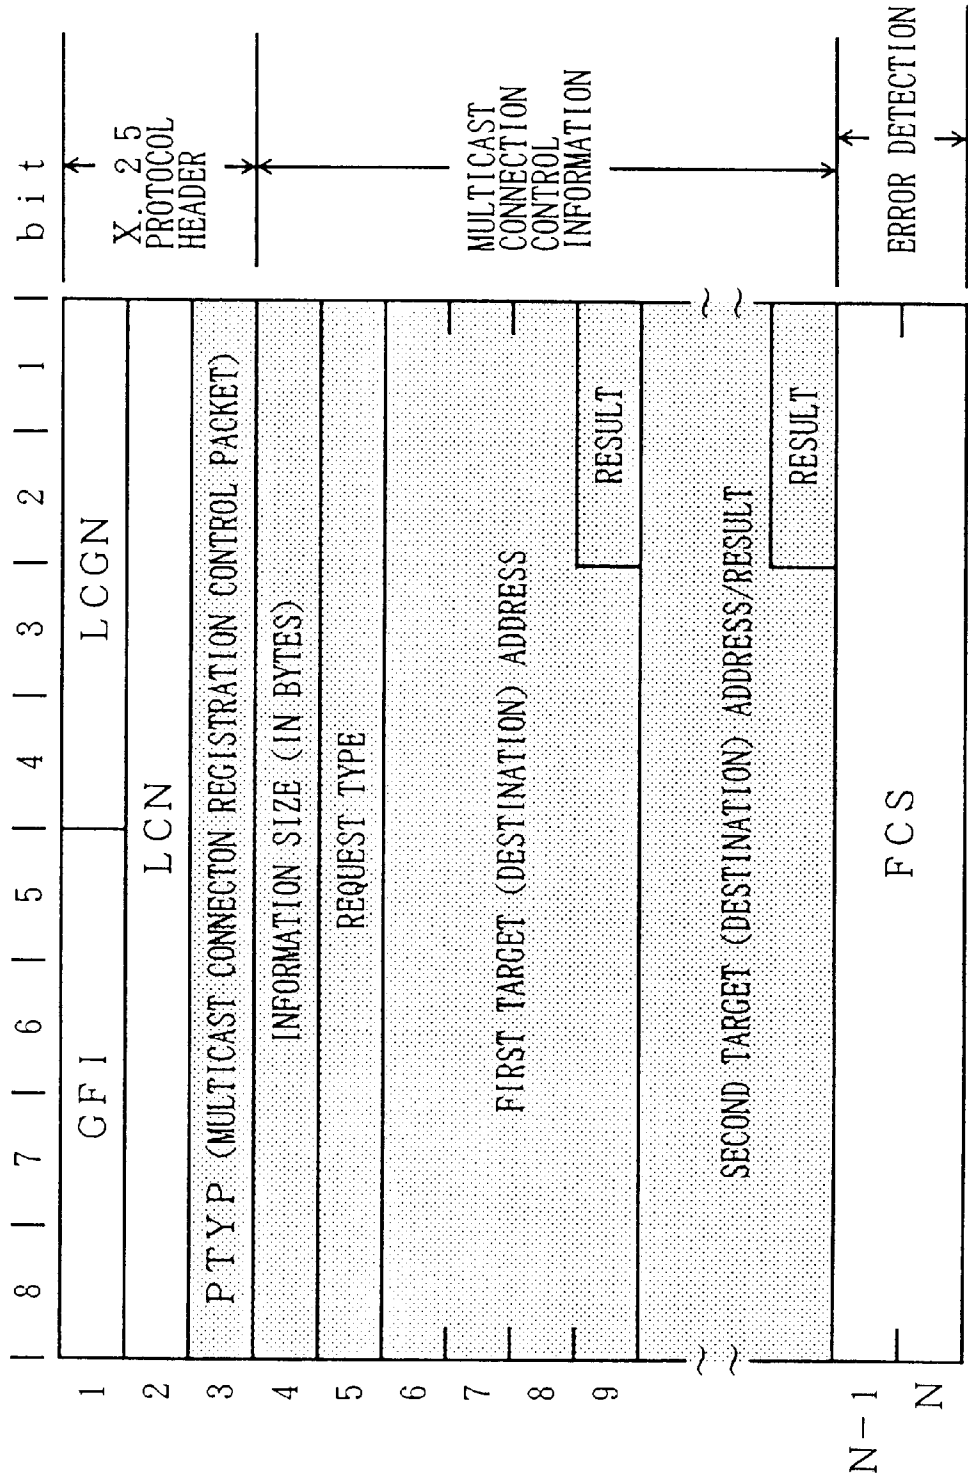 8 7 6 5 4 3 2 1 bit
1 GFI LCGN
2 LCN
3 PTYP (MULTICAST CONNECTON REGISTRATION CONTROL PACKET)
4 INFORMATION SIZE (IN BYTES)
5 REQUEST TYPE
6
7
8 FIRST TARGET (DESTINATION) ADDRESS
9 RESULT
SECOND TARGET (DESTINATION) ADDRESS/RESULT
RESULT
N-1
N
FCS
X. 25
PROTOCOL
HEADER
MULTICAST
CONNECTION
CONTROL
INFORMATION
ERROR DETECTION